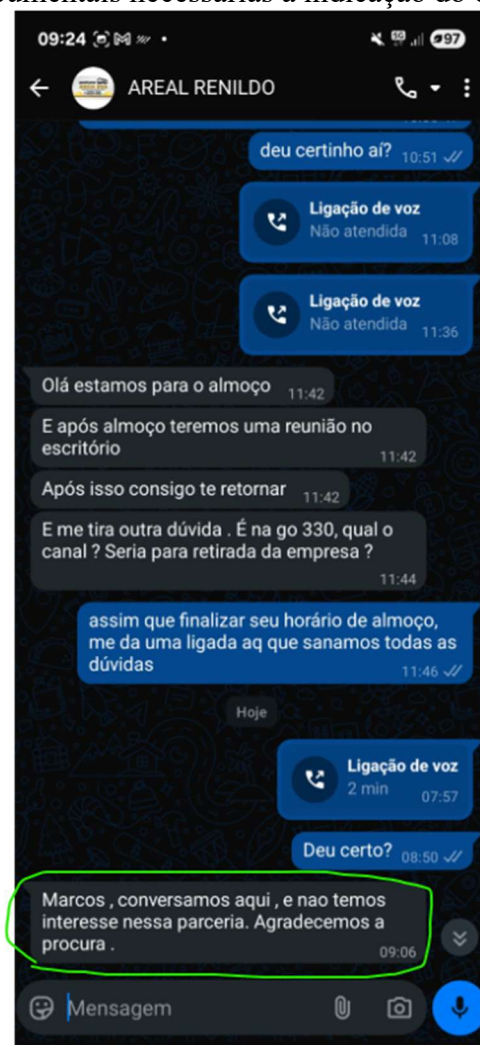 09:24
97
AREAL RENILDO
deu certinho aí? 10:51
Ligação de voz
Não atendida 11:08
Ligação de voz
Não atendida 11:36
Olá estamos para o almoço 11:42
E após almoço teremos uma reunião no
escritório
11:42
Após isso consigo te retornar 11:42
E me tira outra dúvida . É na go 330, qual o
canal ? Seria para retirada da empresa ?
11:44
assim que finalizar seu horário de almoço,
me da uma ligada aq que sanamos todas as
dúvidas
11:46
Hoje
Ligação de voz
2 min 07:57
Deu certo? 08:50
Marcos , conversamos aqui , e nao temos
interesse nessa parceria. Agradecemos a
procura .
09:06
Mensagem